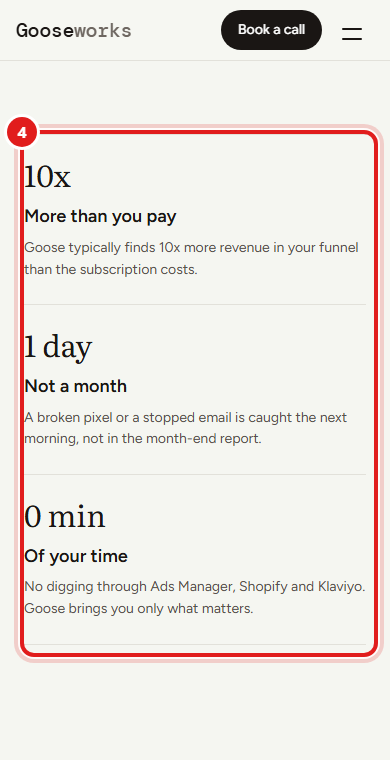 Gooseworks
Book a call
4
10x
More than you pay
Goose typically finds 10x more revenue in your funnel
than the subscription costs.
1 day
Not a month
A broken pixel or a stopped email is caught the next
morning, not in the month-end report.
0 min
Of your time
No digging through Ads Manager, Shopify and Klaviyo.
Goose brings you only what matters.